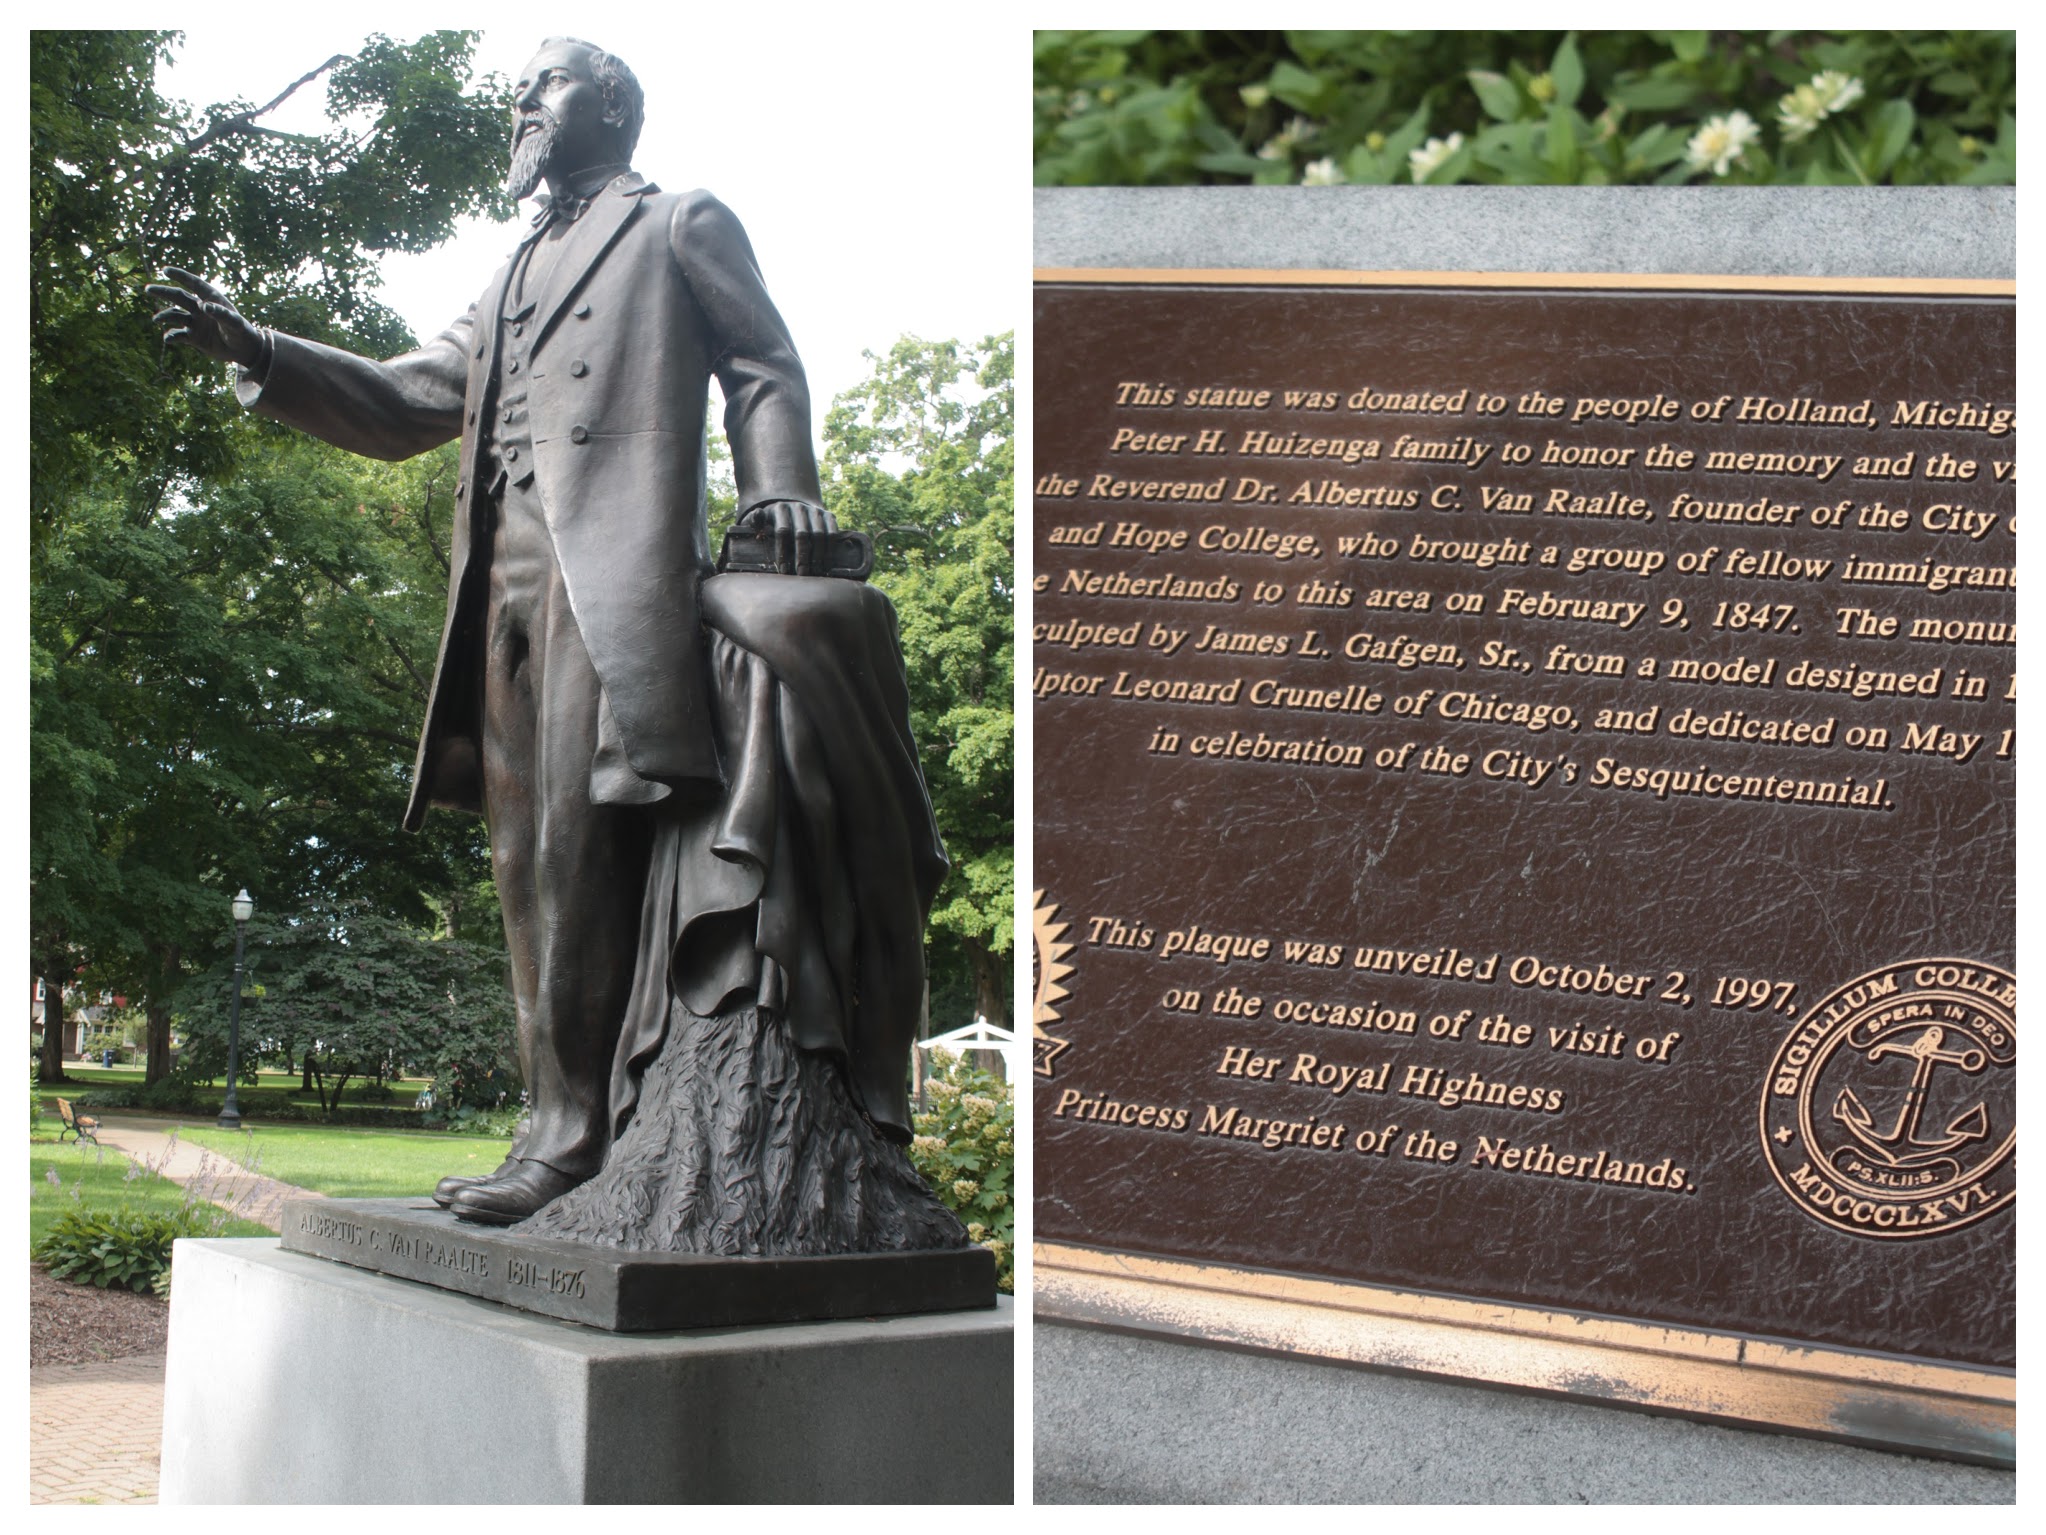 ALBERTUS C. VAN RAALTE 1811-1876
This statue was donated to the people of Holland,
Peter H. Huizenga family to honor the memory and the
the Reverend Dr. Albertus C. Van Raalte, founder of the City
and Hope College, who brought a group of fellow immigrant
Netherlands to this area on February 9, 1847. The
by James L. Gafgen, Sr., from a model designed in
Leonard Crunelle of Chicago, and dedicated on May
in celebration of the City's Sesquicentennial.
This plaque was unveiled October 2, 1997,
on the occasion of the visit of
Her Royal Highness
Princess Margriet of the Netherlands.
SIGILLUM COLLE
SPERA IN DEO
PS. XLII:5.
MDCCCLXVI.